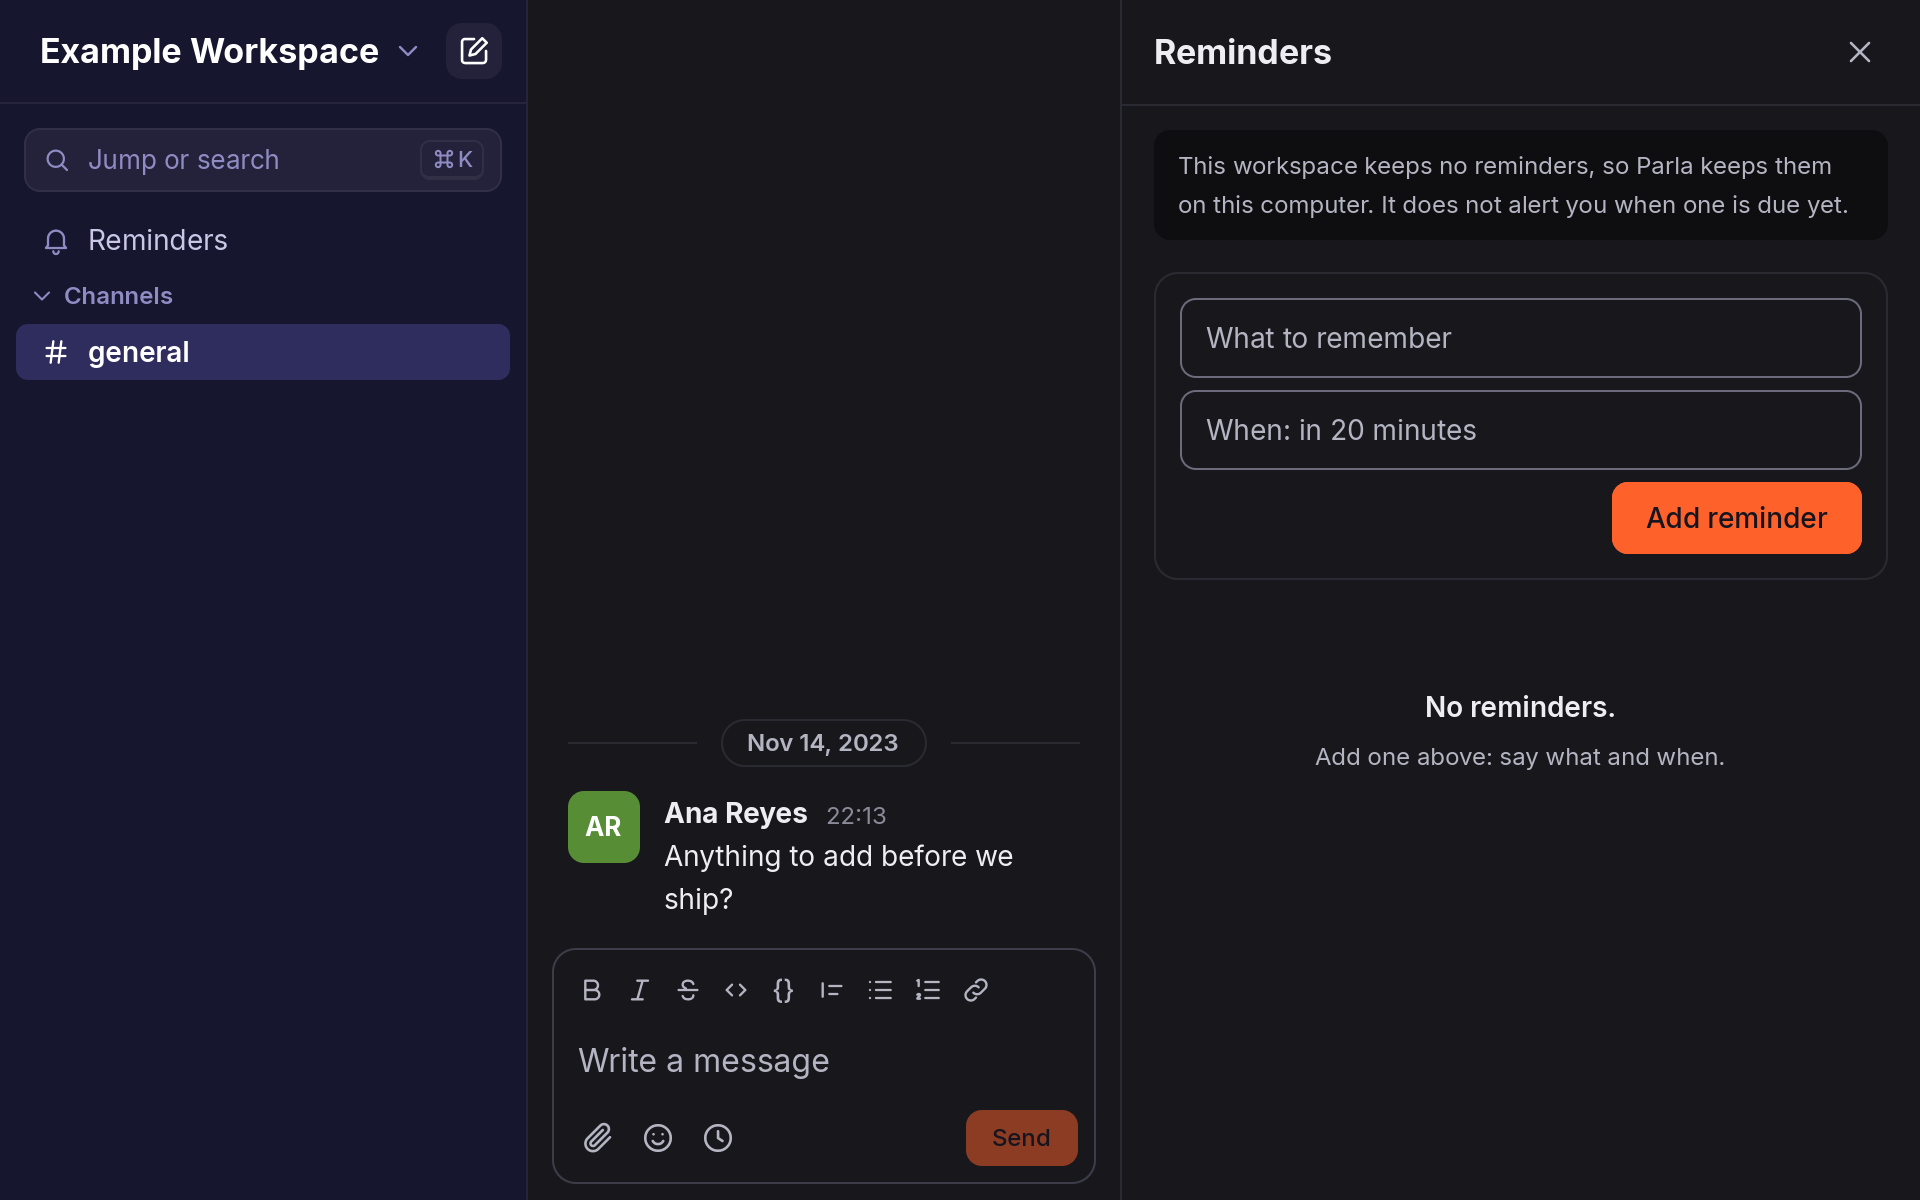 Example Workspace
Jump or search
⌘K
Reminders
Channels
general
Nov 14, 2023
AR
Ana Reyes 22:13
Anything to add before we
ship?
Write a message
Send
Reminders
This workspace keeps no reminders, so Parla keeps them
on this computer. It does not alert you when one is due yet.
What to remember
When: in 20 minutes
Add reminder
No reminders.
Add one above: say what and when.